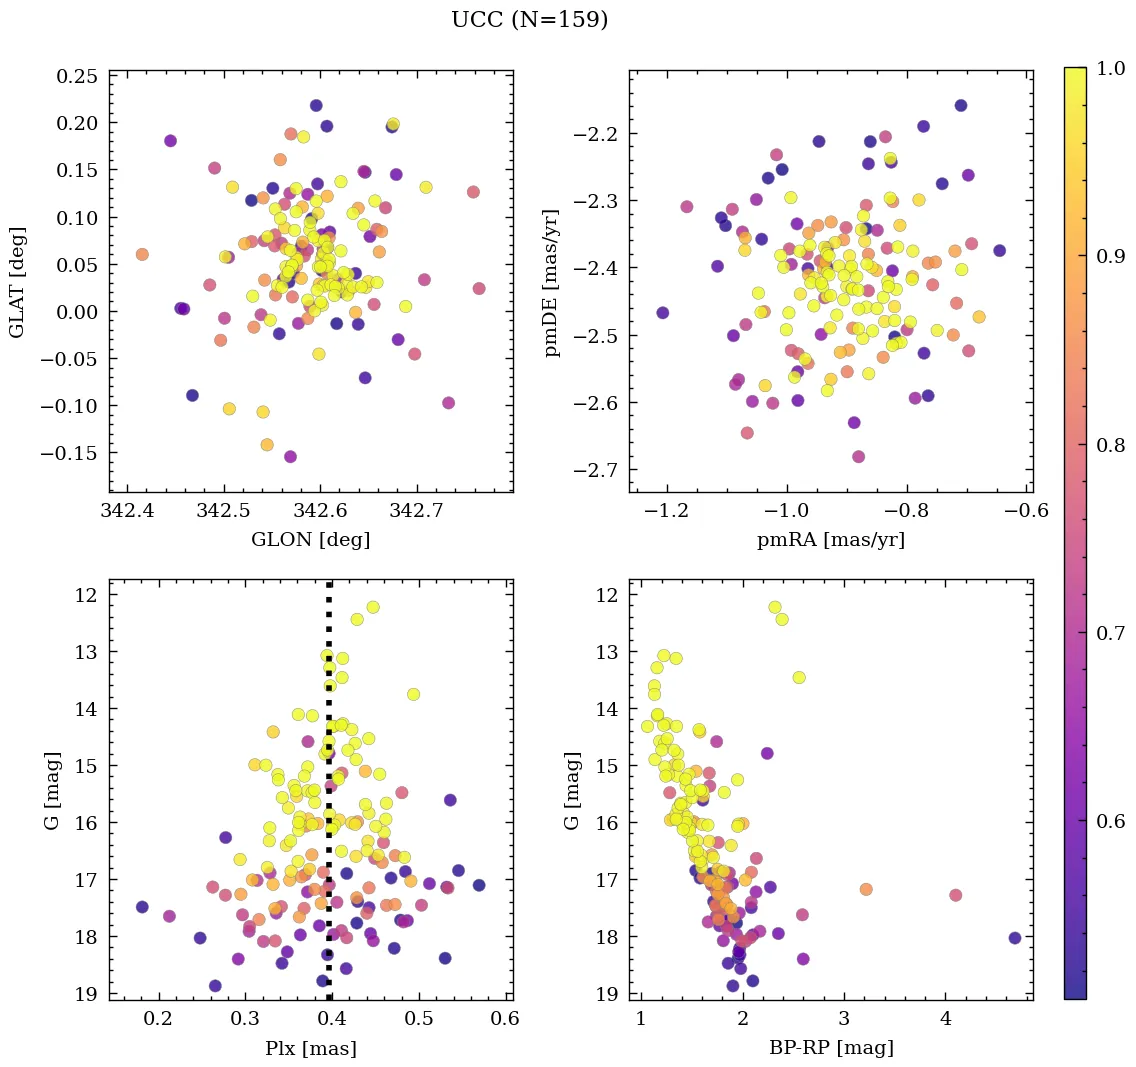 UCC (N=159)
0.25
0.20
0.15
0.10
0.05
0.00
−0.05
−0.10
−0.15
GLAT [deg]
342.4 342.5 342.6 342.7
GLON [deg]
−2.2
−2.3
−2.4
−2.5
−2.6
−2.7
pmDE [mas/yr]
−1.2 −1.0 −0.8 −0.6
pmRA [mas/yr]
12
13
14
15
16
17
18
19
G [mag]
0.2 0.3 0.4 0.5 0.6
Plx [mas]
12
13
14
15
16
17
18
19
G [mag]
1 2 3 4
BP-RP [mag]
1.0
0.9
0.8
0.7
0.6